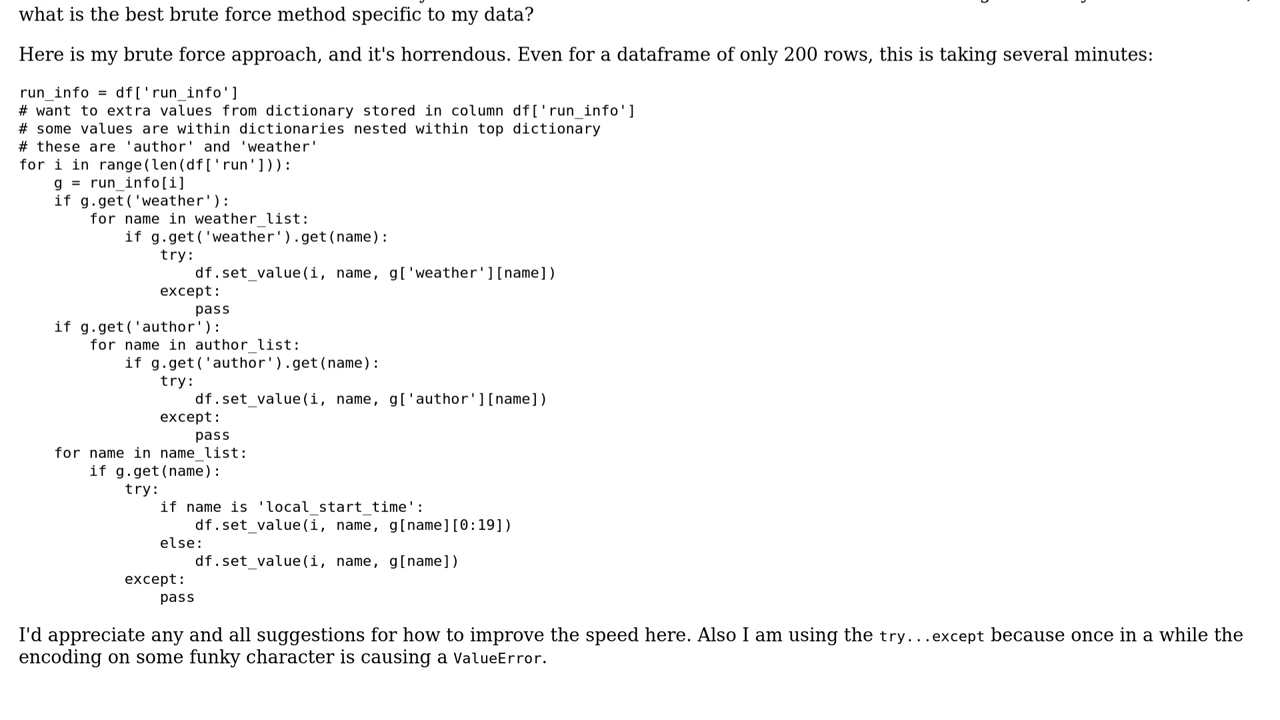 what is the best brute force method specific to my data?
Here is my brute force approach, and it's horrendous. Even for a dataframe of only 200 rows, this is taking several minutes:
run_info = df['run_info']
# want to extra values from dictionary stored in column df['run_info']
# some values are within dictionaries nested within top dictionary
# these are 'author' and 'weather'
for i in range(len(df['run'])):
    g = run_info[i]
    if g.get('weather'):
        for name in weather_list:
            if g.get('weather').get(name):
                try:
                    df.set_value(i, name, g['weather'][name])
                except:
                    pass
    if g.get('author'):
        for name in author_list:
            if g.get('author').get(name):
                try:
                    df.set_value(i, name, g['author'][name])
                except:
                    pass
    for name in name_list:
        if g.get(name):
            try:
                if name is 'local_start_time':
                    df.set_value(i, name, g[name][0:19])
                else:
                    df.set_value(i, name, g[name])
            except:
                pass
I'd appreciate any and all suggestions for how to improve the speed here. Also I am using the try...except because once in a while the
encoding on some funky character is causing a ValueError.